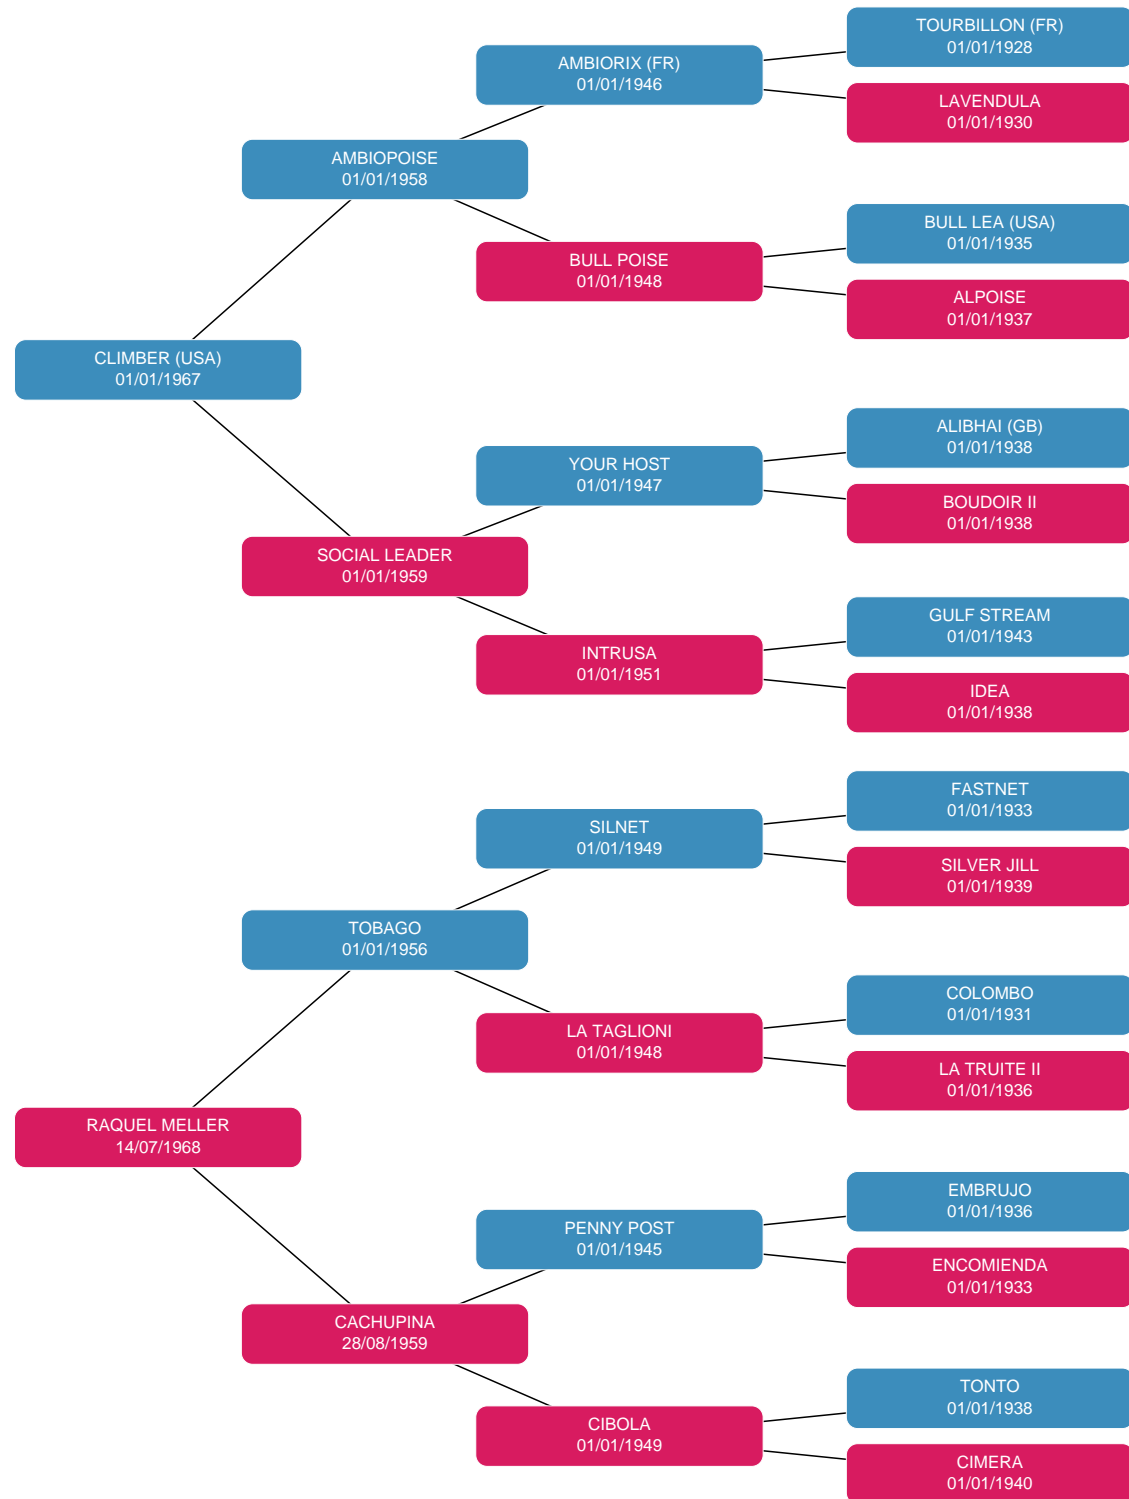 TOURBILLON (FR)
01/01/1928
AMBIORIX (FR)
01/01/1946
LAVENDULA
01/01/1930
AMBIOPOISE
01/01/1958
BULL LEA (USA)
01/01/1935
BULL POISE
01/01/1948
ALPOISE
01/01/1937
CLIMBER (USA)
01/01/1967
ALIBHAI (GB)
01/01/1938
YOUR HOST
01/01/1947
BOUDOIR II
01/01/1938
SOCIAL LEADER
01/01/1959
GULF STREAM
01/01/1943
INTRUSA
01/01/1951
IDEA
01/01/1938
FASTNET
01/01/1933
SILNET
01/01/1949
SILVER JILL
01/01/1939
TOBAGO
01/01/1956
COLOMBO
01/01/1931
LA TAGLIONI
01/01/1948
LA TRUITE II
01/01/1936
RAQUEL MELLER
14/07/1968
EMBRUJO
01/01/1936
PENNY POST
01/01/1945
ENCOMIENDA
01/01/1933
CACHUPINA
28/08/1959
TONTO
01/01/1938
CIBOLA
01/01/1949
CIMERA
01/01/1940